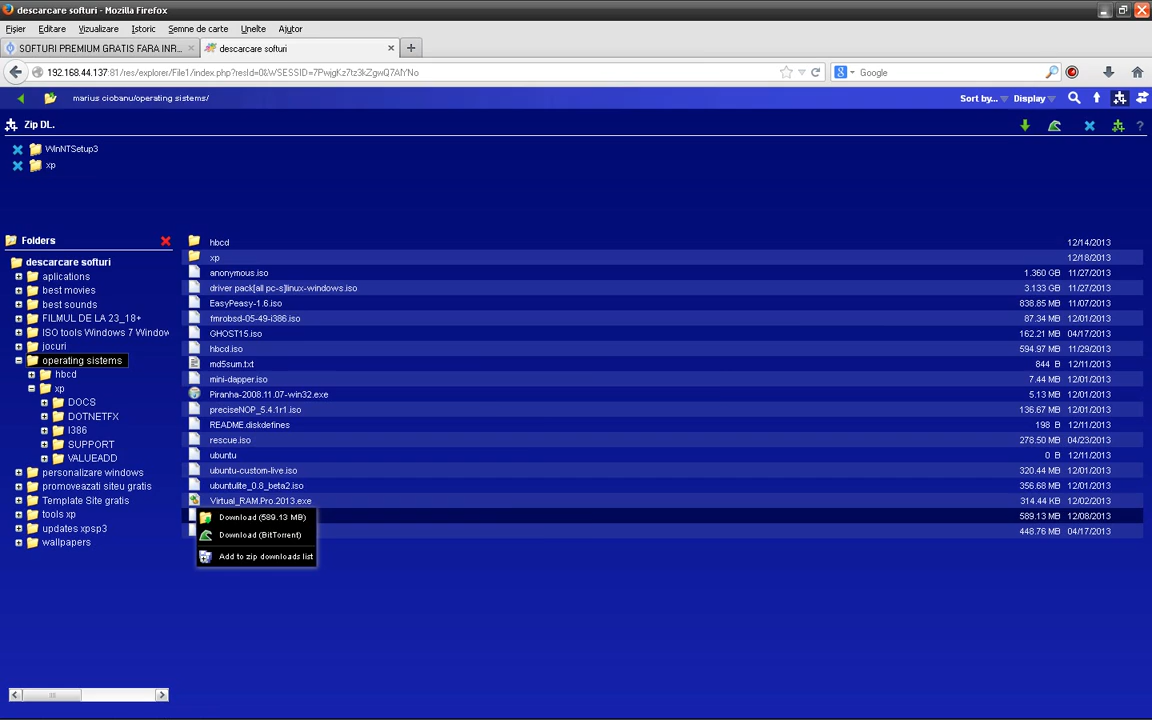 descarcare softuri - Mozilla Firefox
Fișier Editare Vizualizare Istoric Semne de carte Unelte Ajutor
SOFTURI PREMIUM GRATIS FARA INR... descarcare softuri
192.168.44.137:81/res/explorer/File1/index.php?resId=0&WSESSID=7PwjgKz7tz3kZgwQ7AlYNo Google
marius ciobanu/operating sistems/ Sort by... Display
Zip DL. ?
WinNTSetup3
xp
Folders
descarcare softuri
aplications
best movies
best sounds
FILMUL DE LA 23_18+
ISO tools Windows 7 Window
jocuri
operating sistems
hbcd
xp
DOCS
DOTNETFX
I386
SUPPORT
VALUEADD
personalizare windows
promoveazati siteu gratis
Template Site gratis
tools xp
updates xpsp3
wallpapers
hbcd 12/14/2013
xp 12/18/2013
anonymous.iso 1.360 GB 11/27/2013
driver pack[all pc-s]linux-windows.iso 3.133 GB 11/27/2013
EasyPeasy-1.6.iso 838.85 MB 11/07/2013
fmrobsd-05-49-i386.iso 87.34 MB 12/01/2013
GHOST15.iso 162.21 MB 04/17/2013
hbcd.iso 594.97 MB 11/29/2013
md5sum.txt 844 B 12/11/2013
mini-dapper.iso 7.44 MB 12/01/2013
Piranha-2008.11.07-win32.exe 5.13 MB 12/01/2013
preciseNOP_5.4.1r1.iso 136.67 MB 12/01/2013
README.diskdefines 198 B 12/11/2013
rescue.iso 278.50 MB 04/23/2013
ubuntu 0 B 12/11/2013
ubuntu-custom-live.iso 320.44 MB 12/01/2013
ubuntulite_0.8_beta2.iso 356.68 MB 12/01/2013
Virtual_RAM.Pro.2013.exe 314.44 KB 12/02/2013
589.13 MB 12/08/2013
448.76 MB 04/17/2013
Download (589.13 MB)
Download (BitTorrent)
Add to zip downloads list